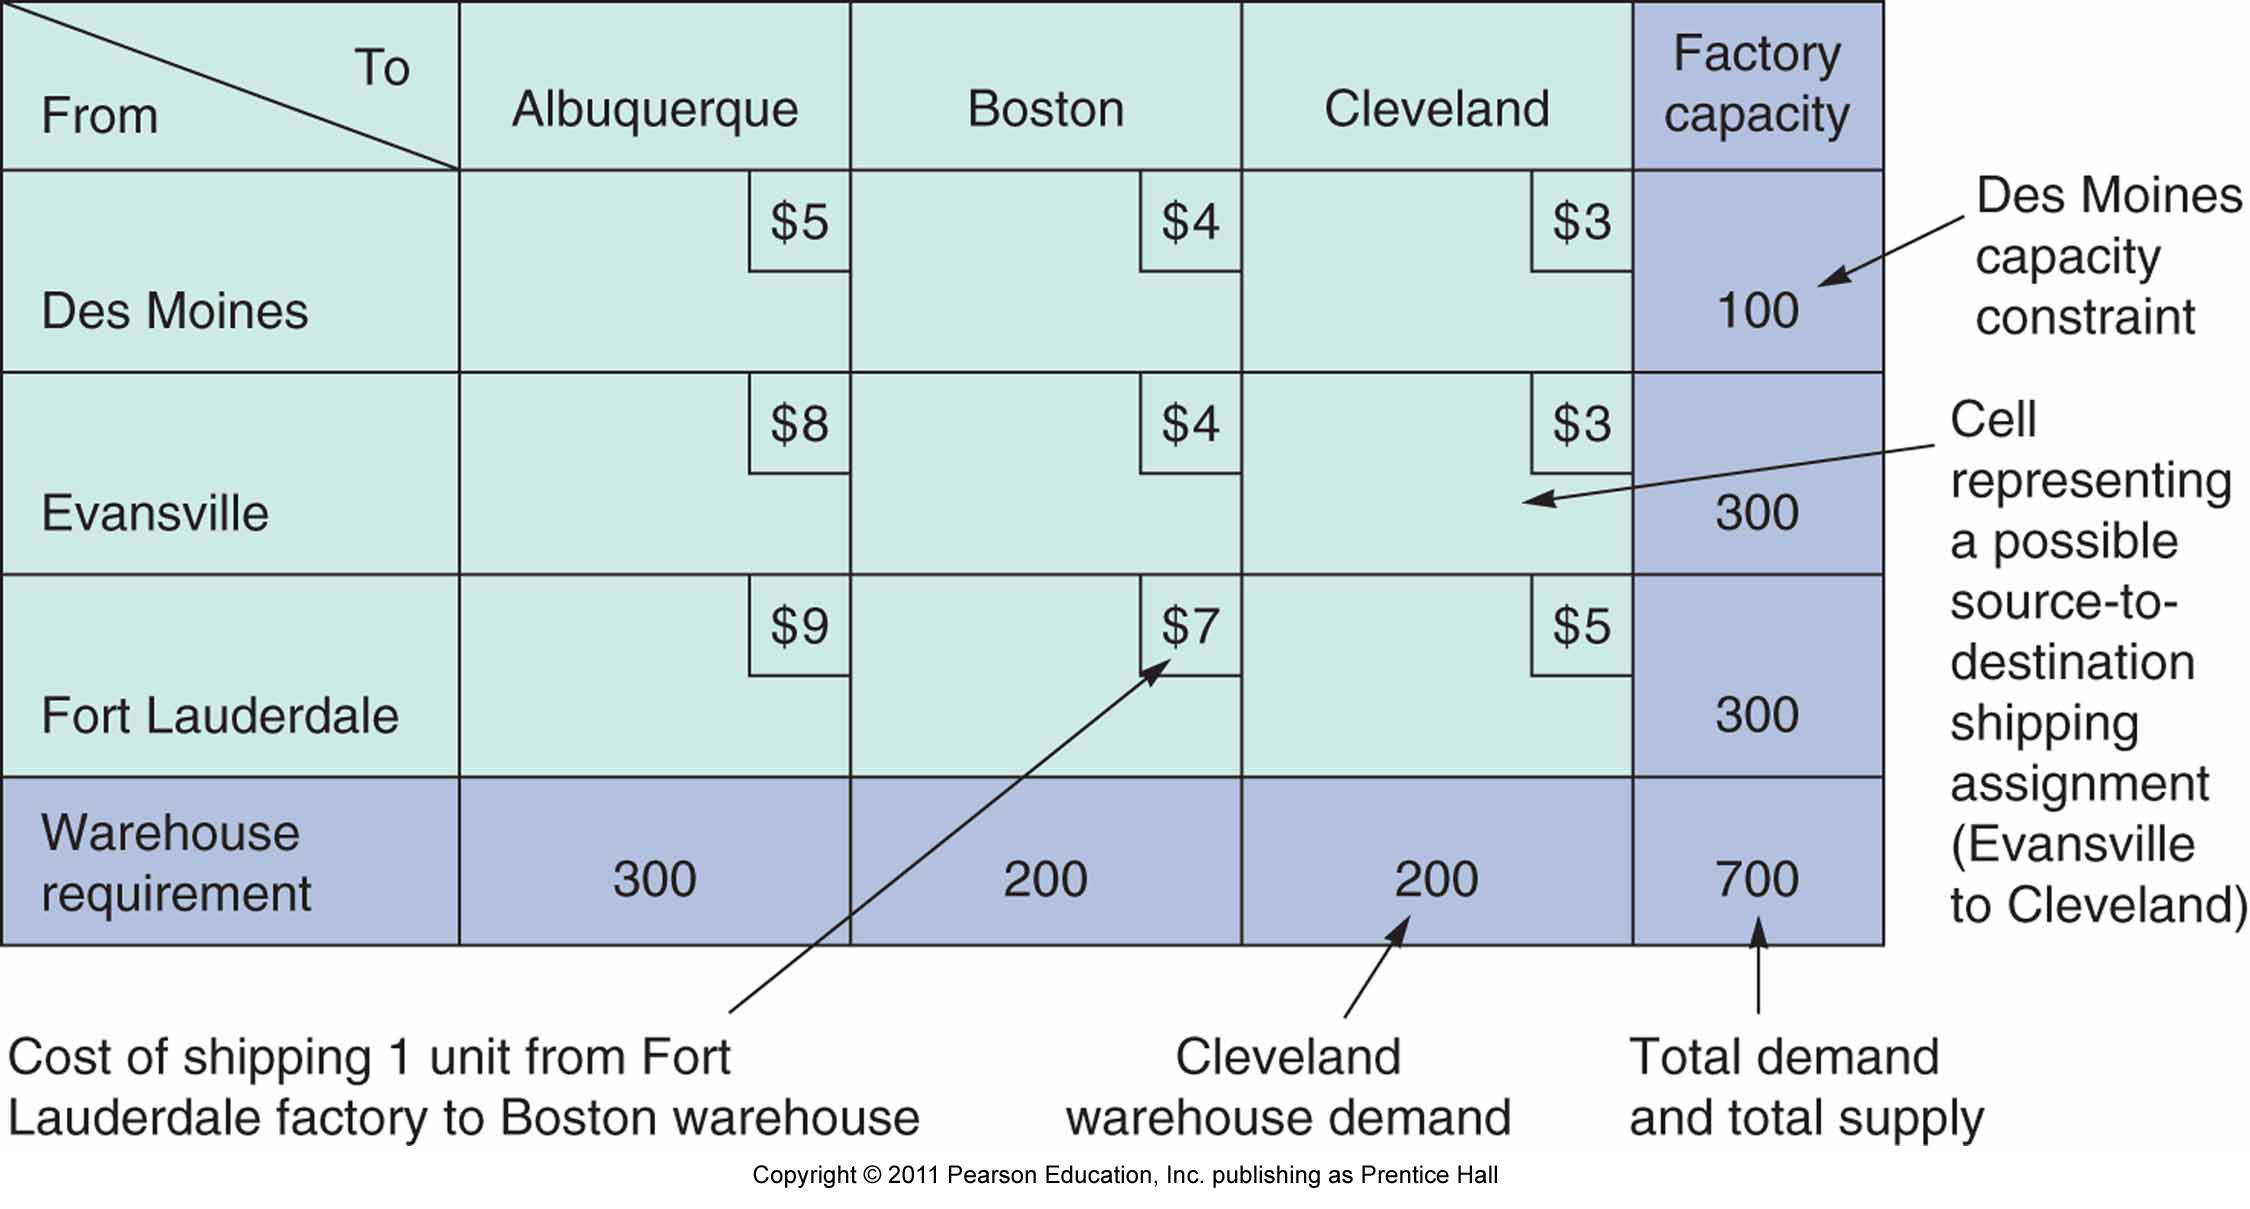 To
From
Albuquerque
Boston
Cleveland
Factory
capacity
$5
$4
$3
Des Moines
100
$8
$4
$3
Evansville
300
$9
$7
$5
Fort Lauderdale
300
Warehouse
requirement
300
200
200
700
Des Moines
capacity
constraint
Cell
representing
a possible
source-to-
destination
shipping
assignment
(Evansville
to Cleveland)
Cost of shipping 1 unit from Fort
Lauderdale factory to Boston warehouse
Cleveland
warehouse demand
Total demand
and total supply
Copyright © 2011 Pearson Education, Inc. publishing as Prentice Hall